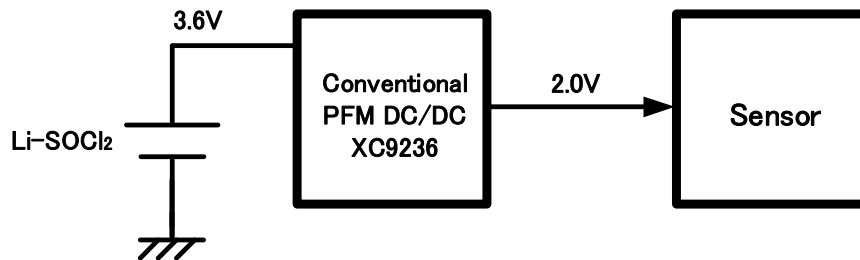 3.6V
Li-SOCl₂
Conventional
PFM DC/DC
XC9236
2.0V
Sensor